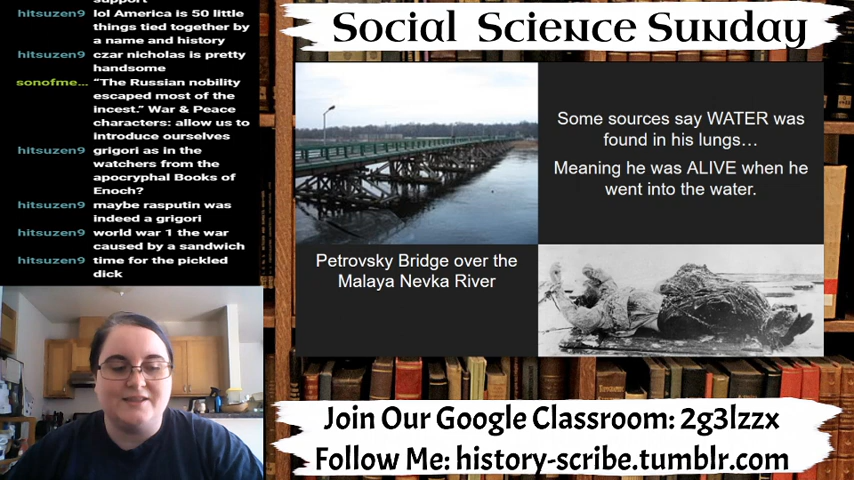 support
hitsuzen9 lol America is 50 little
things tied together by
a name and history
hitsuzen9 czar nicholas is pretty
handsome
sonofme... “The Russian nobility
escaped most of the
incest.” War & Peace
characters: allow us to
introduce ourselves
hitsuzen9 grigori as in the
watchers from the
apocryphal Books of
Enoch?
hitsuzen9 maybe rasputin was
indeed a grigori
hitsuzen9 world war 1 the war
caused by a sandwich
hitsuzen9 time for the pickled
dick
Social Science Sunday
Some sources say WATER was
found in his lungs...
Meaning he was ALIVE when he
went into the water.
Petrovsky Bridge over the
Malaya Nevka River
Join Our Google Classroom: 2g3lzzx
Follow Me: history-scribe.tumblr.com